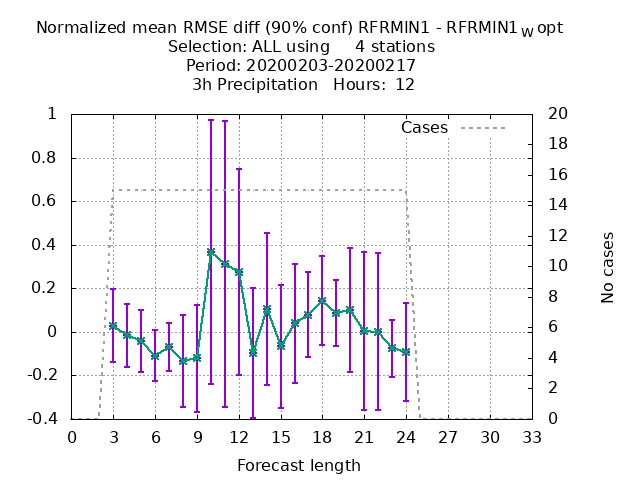 Normalized mean RMSE diff (90% conf) RFRMIN1 - RFRMIN1_W opt
Selection: ALL using 4 stations
Period: 20200203-20200217
3h Precipitation Hours: 12
Cases
1
0.8
0.6
0.4
0.2
0
-0.2
-0.4
20
18
16
14
12
10
8
6
4
2
0
No cases
0 3 6 9 12 15 18 21 24 27 30 33
Forecast length